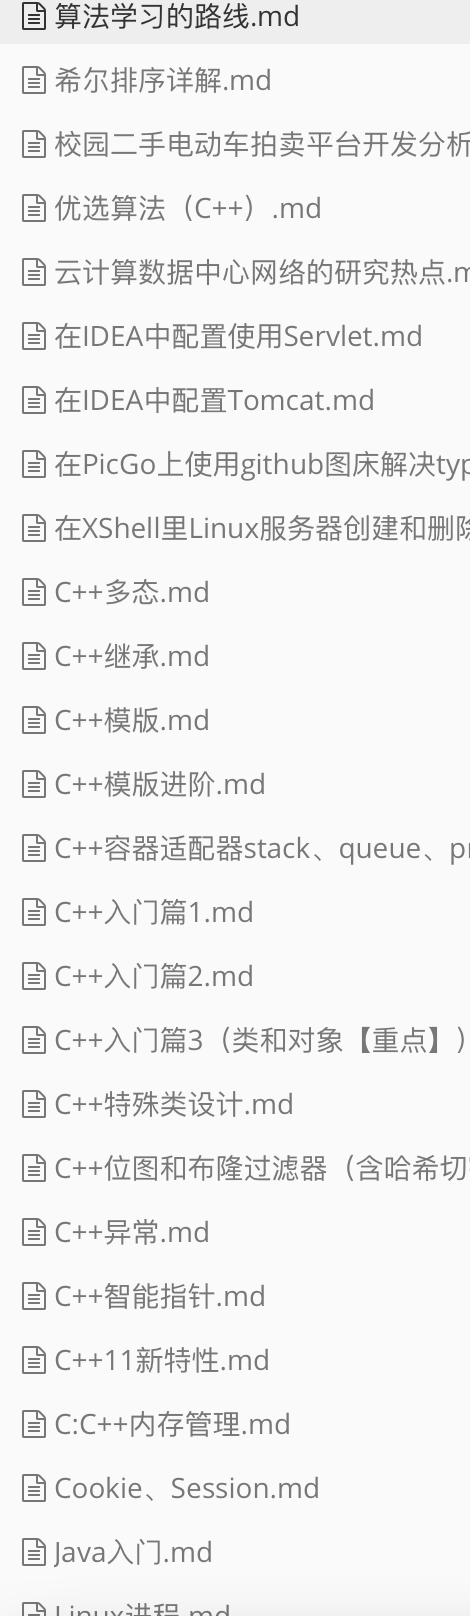 算法学习的路线.md
希尔排序详解.md
校园二手电动车拍卖平台开发分析
优选算法（C++）.md
云计算数据中心网络的研究热点.m
在IDEA中配置使用Servlet.md
在IDEA中配置Tomcat.md
在PicGo上使用github图床解决typ
在XShell里Linux服务器创建和删除
C++多态.md
C++继承.md
C++模版.md
C++模版进阶.md
C++容器适配器stack、queue、pr
C++入门篇1.md
C++入门篇2.md
C++入门篇3（类和对象【重点】）
C++特殊类设计.md
C++位图和布隆过滤器（含哈希切
C++异常.md
C++智能指针.md
C++11新特性.md
C:C++内存管理.md
Cookie、Session.md
Java入门.md
Linux进程.md